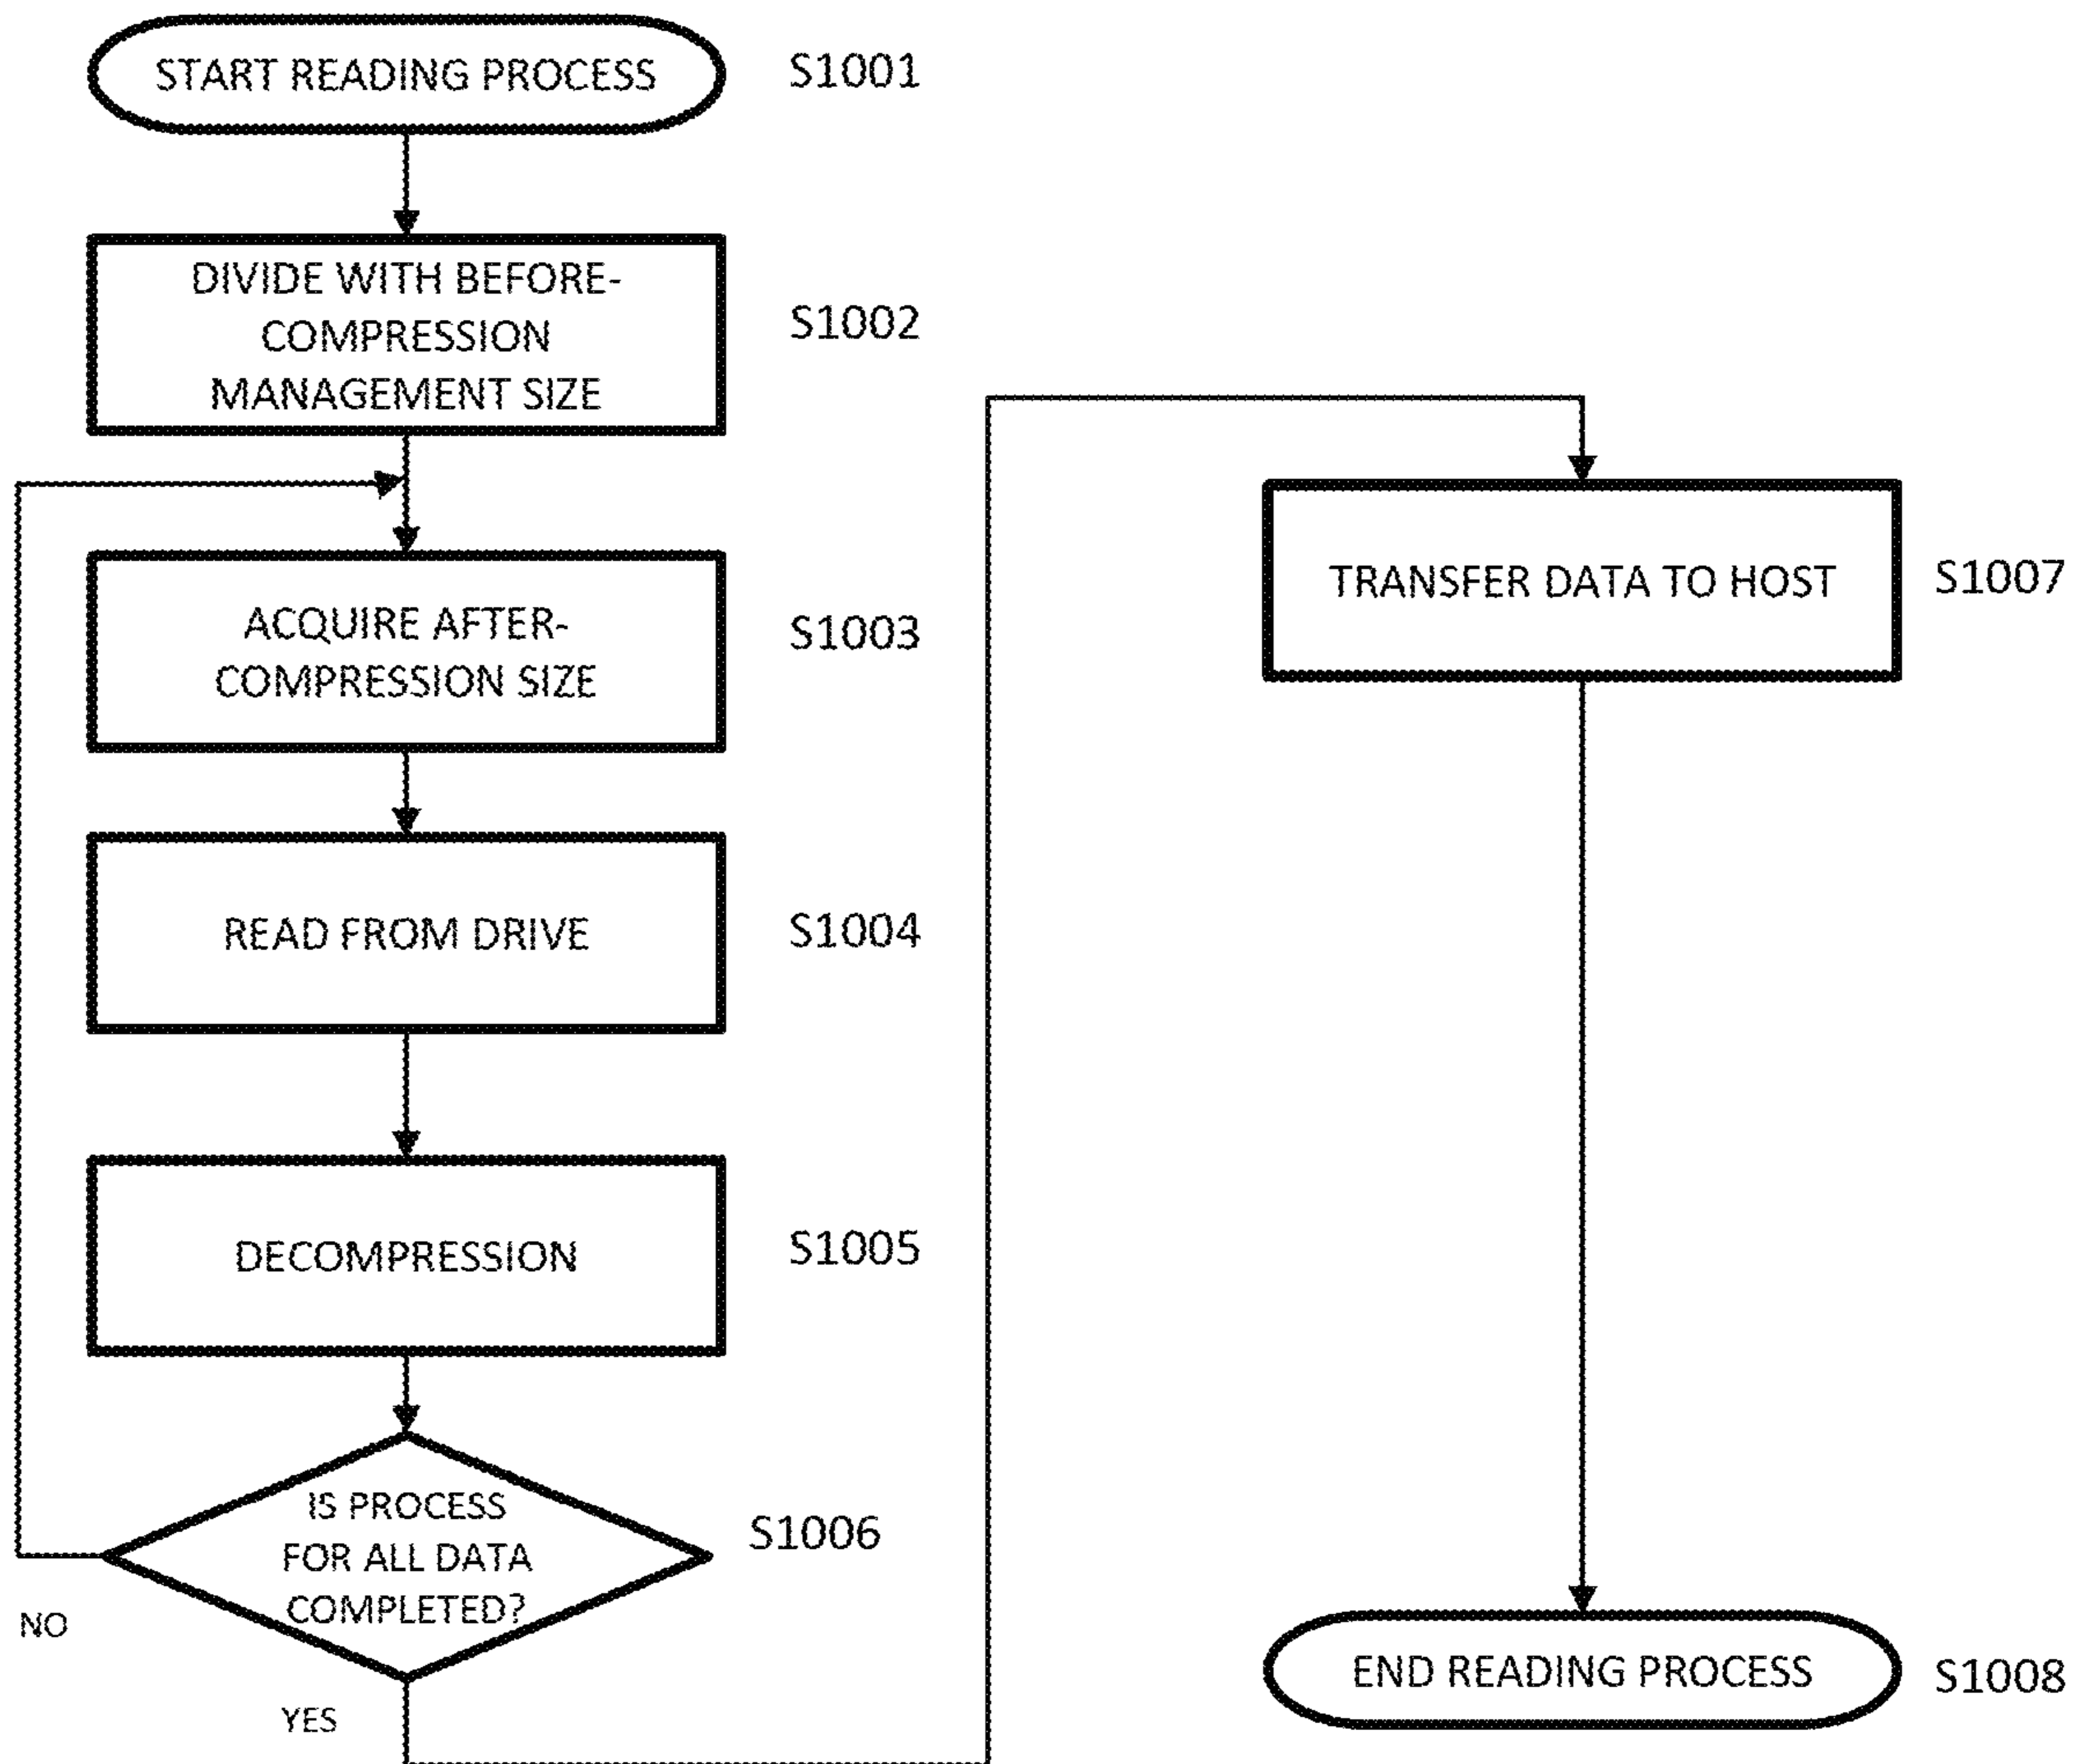 START READING PROCESS
S1001
DIVIDE WITH BEFORE-
COMPRESSION
MANAGEMENT SIZE
S1002
ACQUIRE AFTER-
COMPRESSION SIZE
S1003
READ FROM DRIVE
S1004
DECOMPRESSION
S1005
IS PROCESS
FOR ALL DATA
COMPLETED?
S1006
NO
YES
TRANSFER DATA TO HOST
S1007
END READING PROCESS
S1008